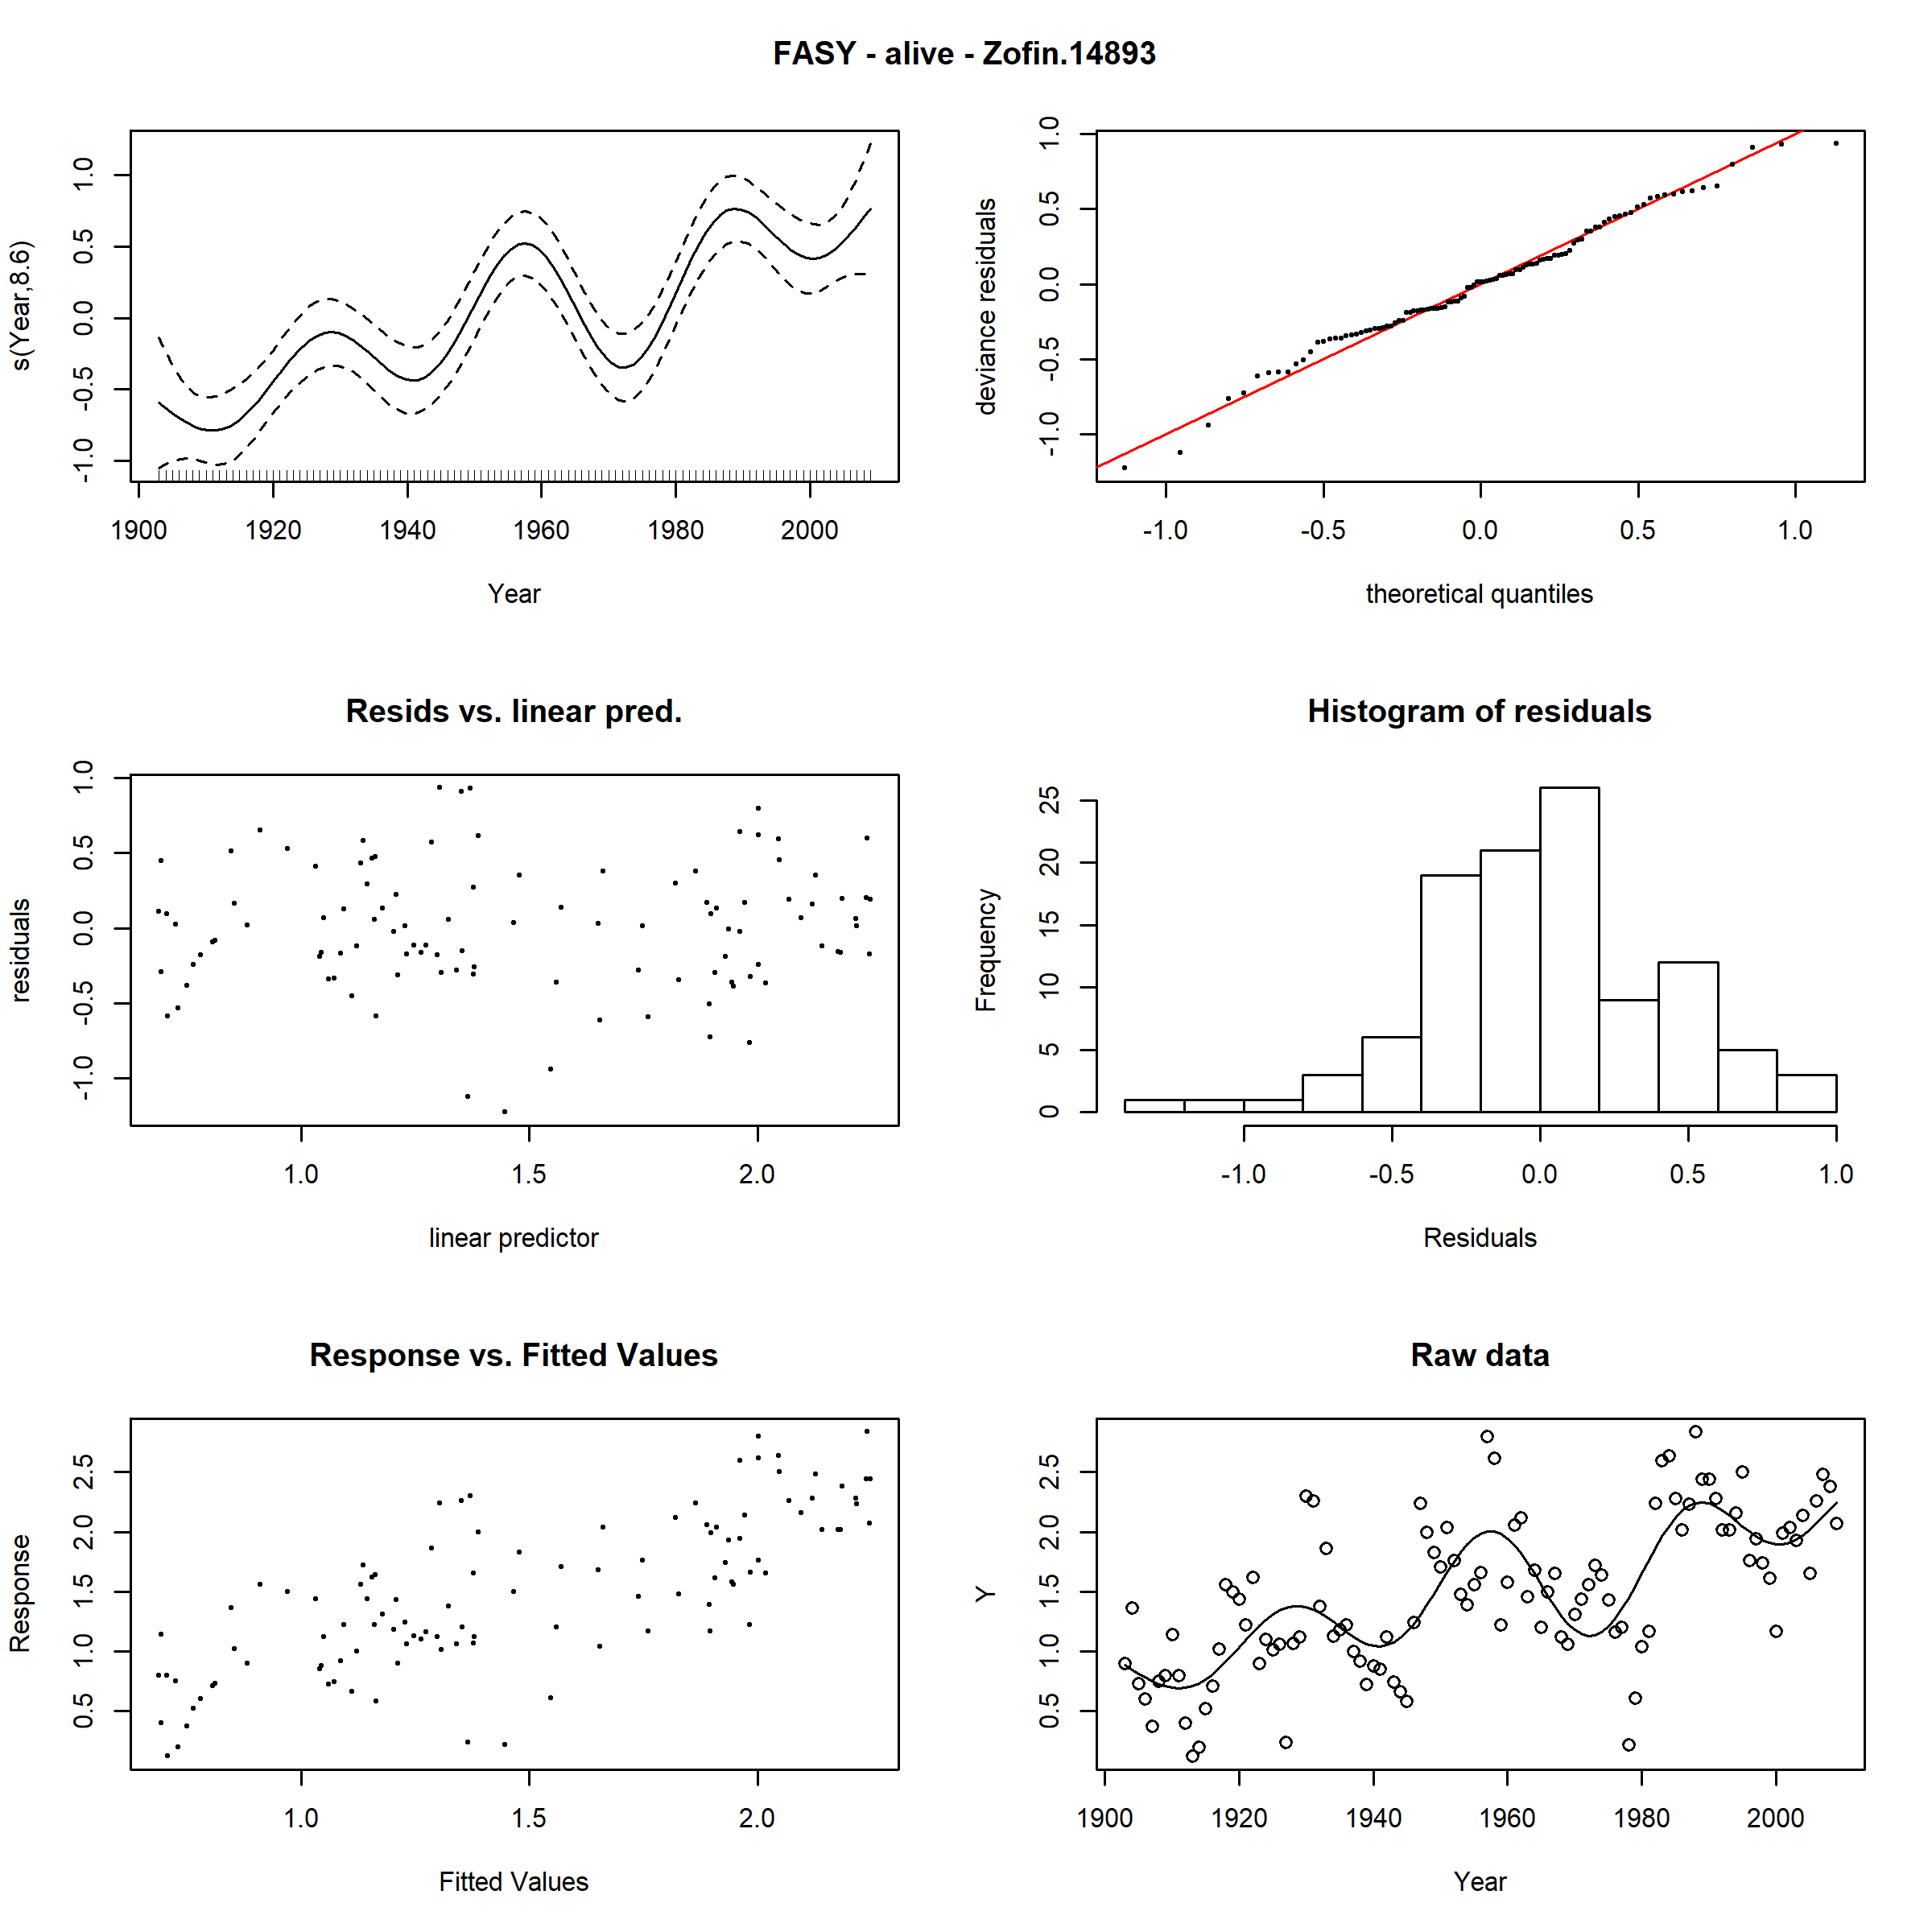 FASY - alive - Zofin.14893
s(Year,8.6)
-1.0 -0.5 0.0 0.5 1.0
1900 1920 1940 1960 1980 2000
Year
deviance residuals
-1.0 -0.5 0.0 0.5 1.0
-1.0 -0.5 0.0 0.5 1.0
theoretical quantiles
Resids vs. linear pred.
residuals
-1.0 -0.5 0.0 0.5 1.0
1.0 1.5 2.0
linear predictor
Histogram of residuals
Frequency
0 5 10 15 20 25
-1.0 -0.5 0.0 0.5 1.0
Residuals
Response vs. Fitted Values
Response
0.5 1.0 1.5 2.0 2.5
1.0 1.5 2.0
Fitted Values
Raw data
Y
0.5 1.0 1.5 2.0 2.5
1900 1920 1940 1960 1980 2000
Year